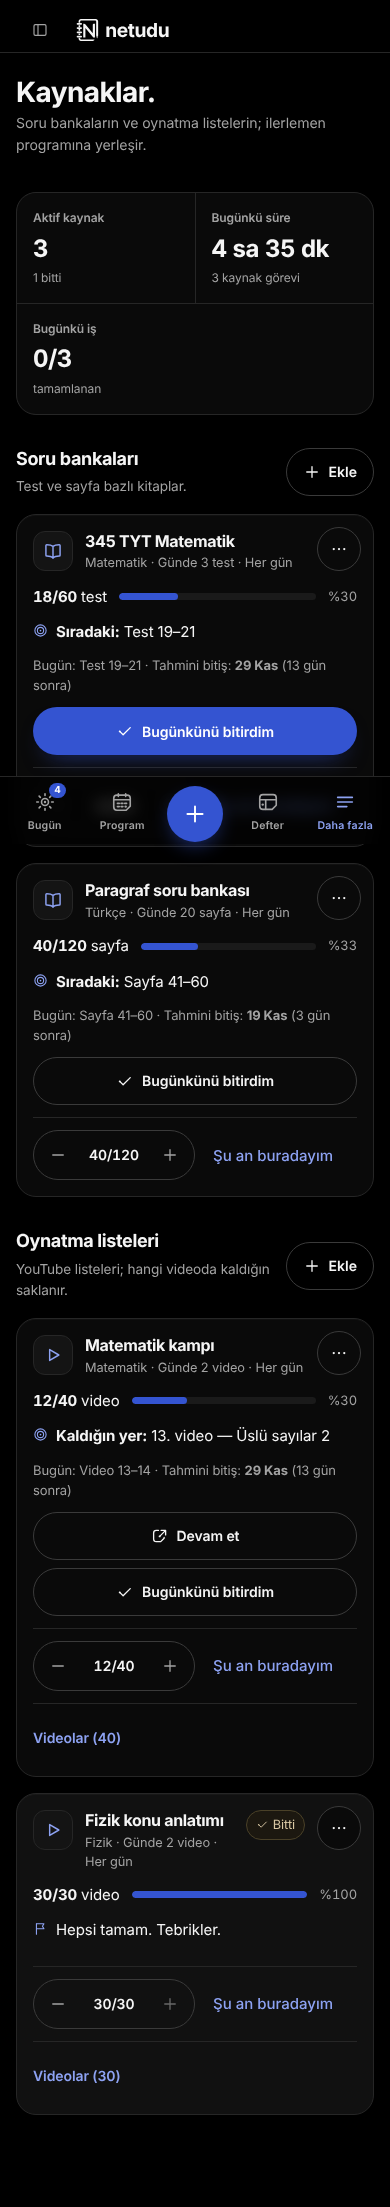 netudu
Kaynaklar.
Soru bankaların ve oynatma listelerin; ilerlemen
programına yerleşir.
Aktif kaynak
3
1 bitti
Bugünkü süre
4 sa 35 dk
3 kaynak görevi
Bugünkü iş
0/3
tamamlanan
Soru bankaları
Test ve sayfa bazlı kitaplar.
Ekle
345 TYT Matematik
Matematik · Günde 3 test · Her gün
18/60 test
%30
Sıradaki: Test 19–21
Bugün: Test 19–21 · Tahmini bitiş: 29 Kas (13 gün
sonra)
Bugünkünü bitirdim
4
Bugün
Program
Defter
Daha fazla
Paragraf soru bankası
Türkçe · Günde 20 sayfa · Her gün
40/120 sayfa
%33
Sıradaki: Sayfa 41–60
Bugün: Sayfa 41–60 · Tahmini bitiş: 19 Kas (3 gün
sonra)
Bugünkünü bitirdim
40/120
Şu an buradayım
Oynatma listeleri
YouTube listeleri; hangi videoda kaldığın
saklanır.
Ekle
Matematik kampı
Matematik · Günde 2 video · Her gün
12/40 video
%30
Kaldığın yer: 13. video — Üslü sayılar 2
Bugün: Video 13–14 · Tahmini bitiş: 29 Kas (13 gün
sonra)
Devam et
Bugünkünü bitirdim
12/40
Şu an buradayım
Videolar (40)
Fizik konu anlatımı
Bitti
Fizik · Günde 2 video ·
Her gün
30/30 video
%100
Hepsi tamam. Tebrikler.
30/30
Şu an buradayım
Videolar (30)